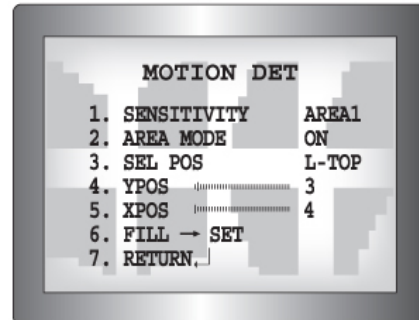 MOTION DET
1. SENSITIVITY AREA1
2. AREA MODE ON
3. SEL POS L-TOP
4. YPOS 3
5. XPOS 4
6. FILL → SET
7. RETURN ↵